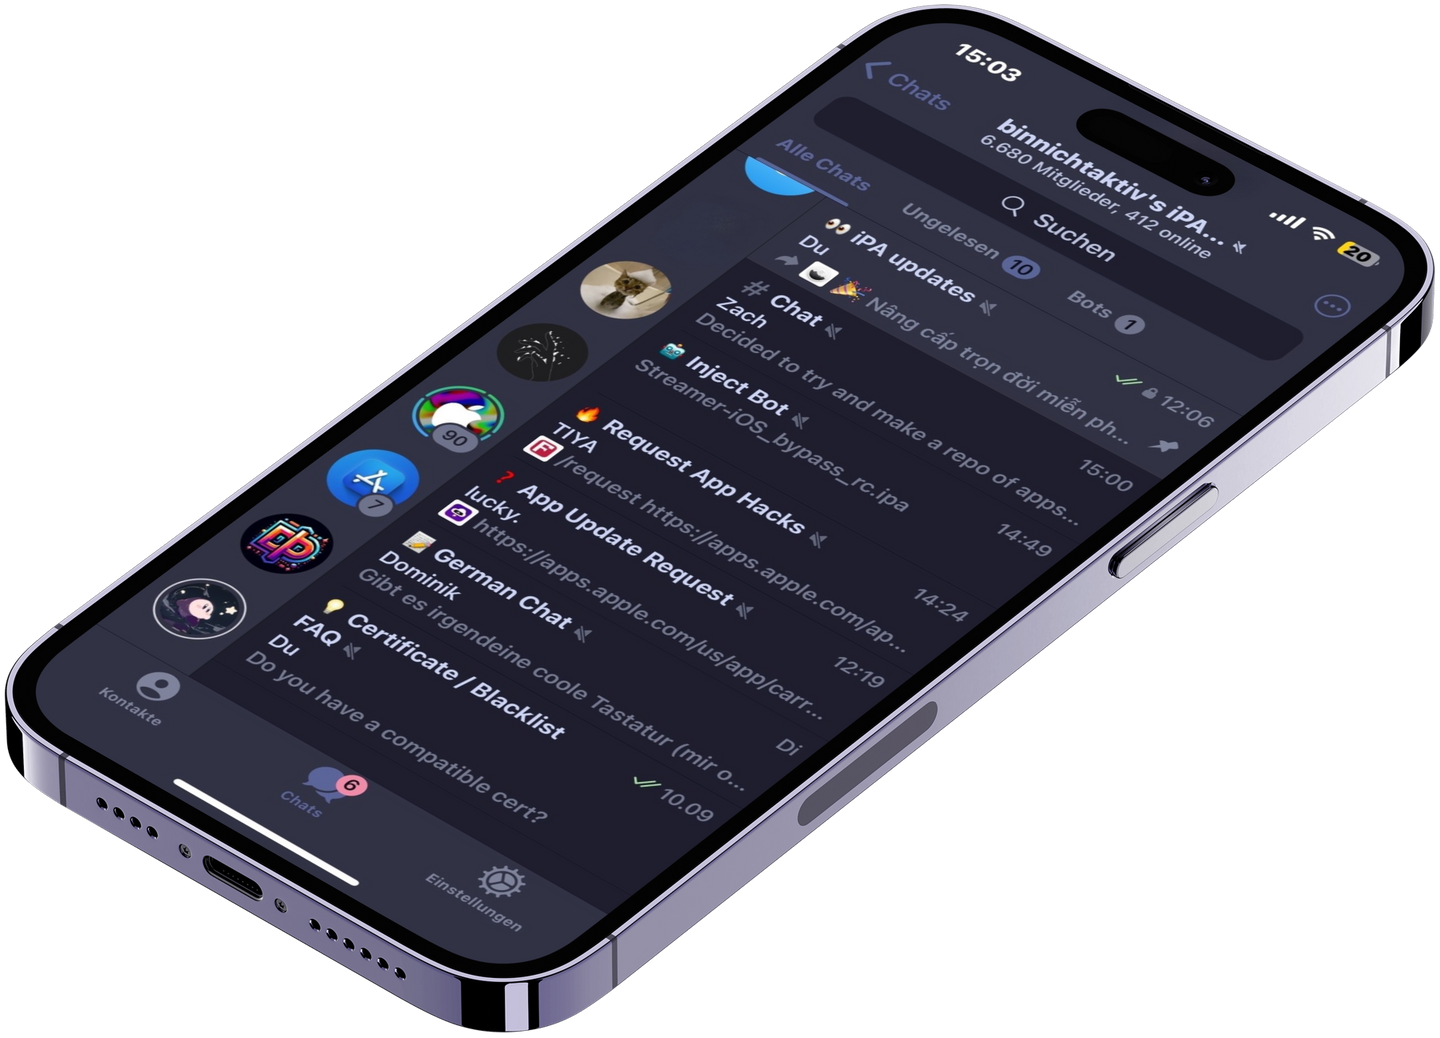 15:03
20
Chats
binnichtaktiv's iPA...
6.680 Mitglieder, 412 online
Suchen
Alle Chats
Ungelesen 10
Bots 1
👀 iPA updates
12:06
Du
🎉 Nâng cấp trọn đời miễn ph...
# Chat
15:00
Zach
Decided to try and make a repo of apps...
🤖 Inject Bot
14:49
Streamer-iOS_bypass_rc.ipa
🔥 Request App Hacks
14:24
TIYA
/request https://apps.apple.com/ap...
❓ App Update Request
12:19
lucky.
https://apps.apple.com/us/app/carr...
📝 German Chat
Di
Dominik
Gibt es irgendeine coole Tastatur (mir o...
💡 Certificate / Blacklist
FAQ
10.09
Du
Do you have a compatible cert?
90
7
Kontakte
Chats
6
Einstellungen